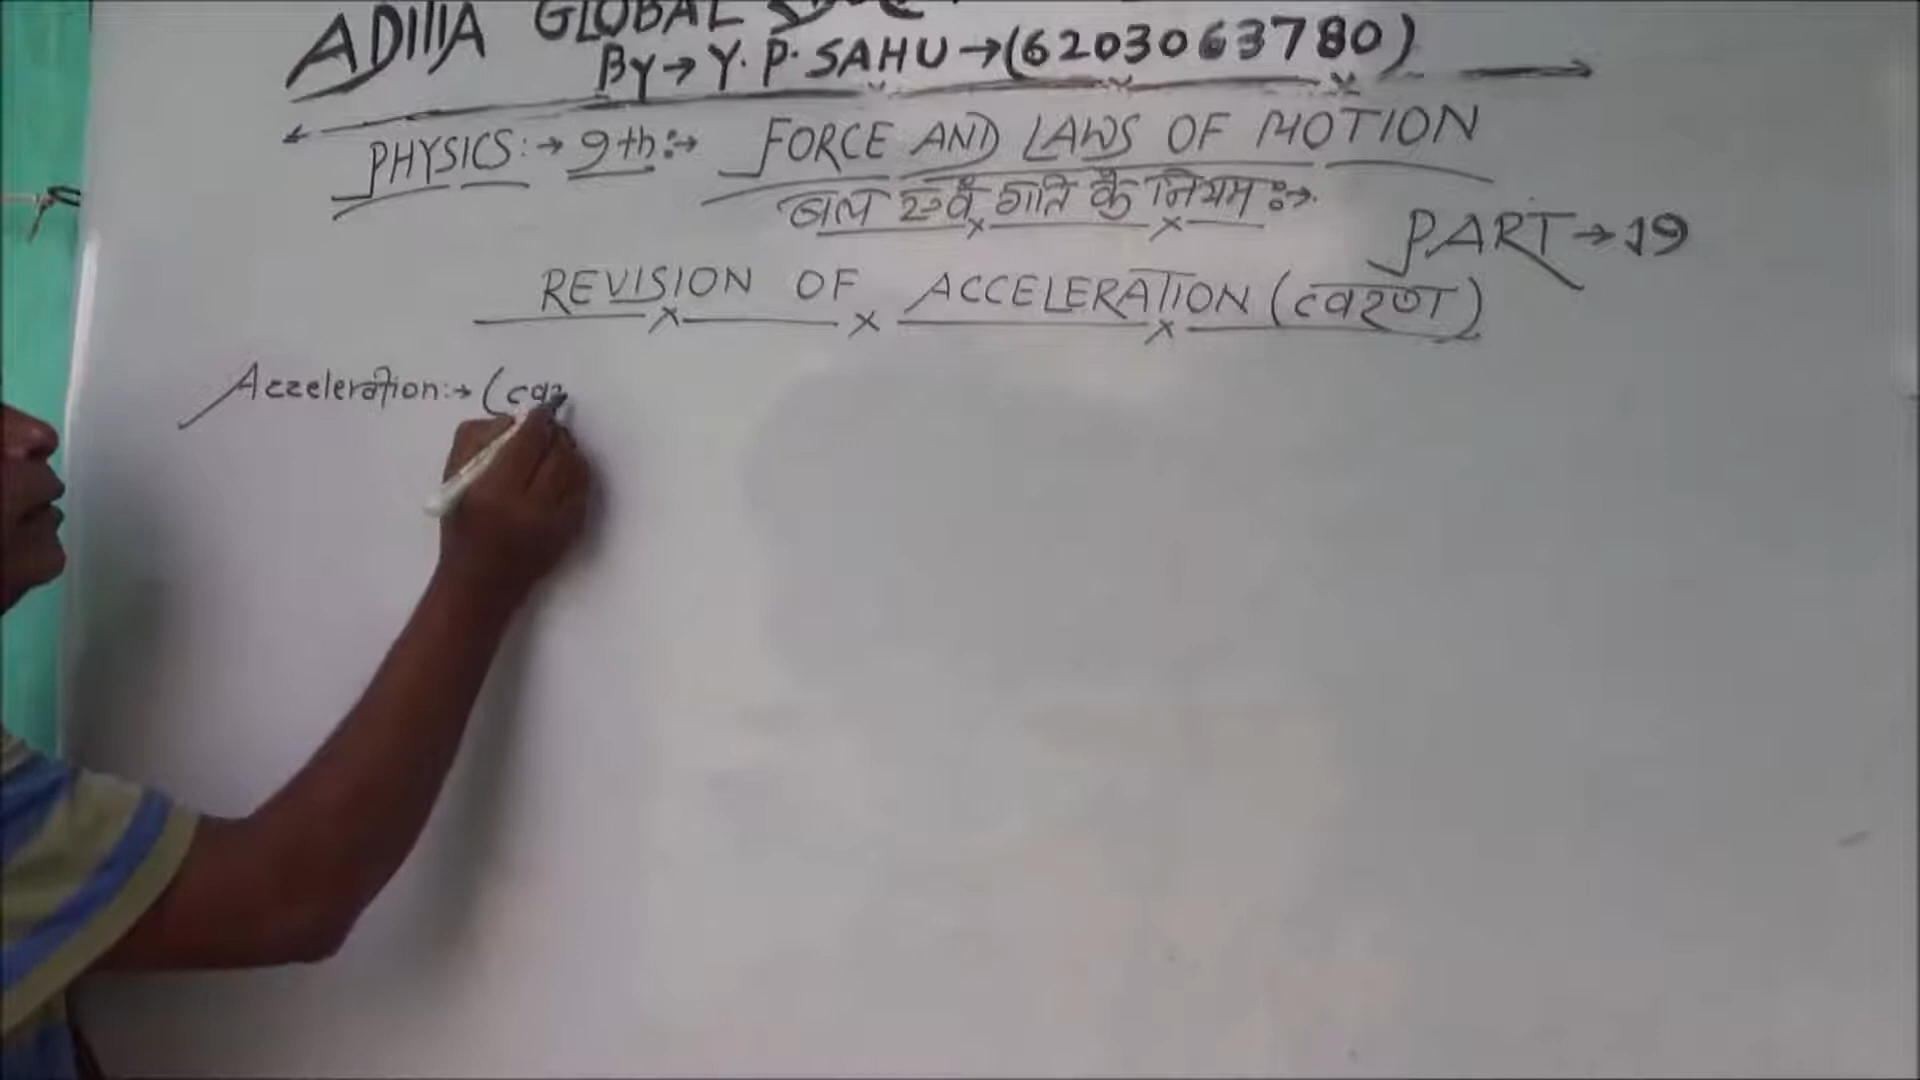 ADITYA GLOBAL
By → Y. P. SAHU → (6203063780)
PHYSICS :→ 9th :→ FORCE AND LAWS OF MOTION
बल एवं गति के नियम :→
PART → 19
REVISION OF ACCELERATION (त्वरण)
Acceleration :→ (त्वर